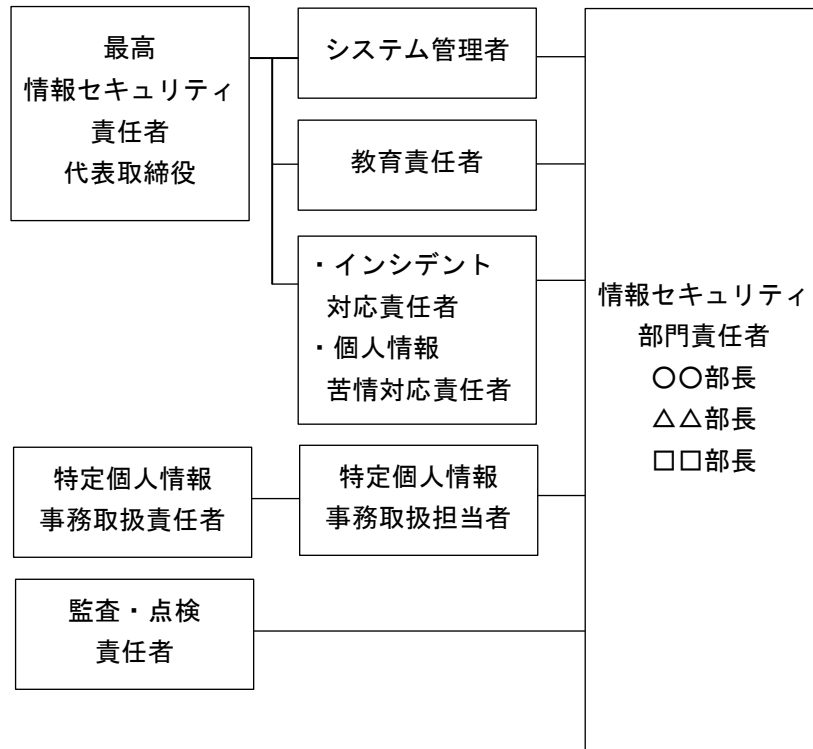 最高
情報セキュリティ
責任者
代表取締役
システム管理者
教育責任者
・インシデント
対応責任者
・個人情報
苦情対応責任者
特定個人情報
事務取扱責任者
特定個人情報
事務取扱担当者
監査・点検
責任者
情報セキュリティ
部門責任者
〇〇部長
△△部長
□□部長